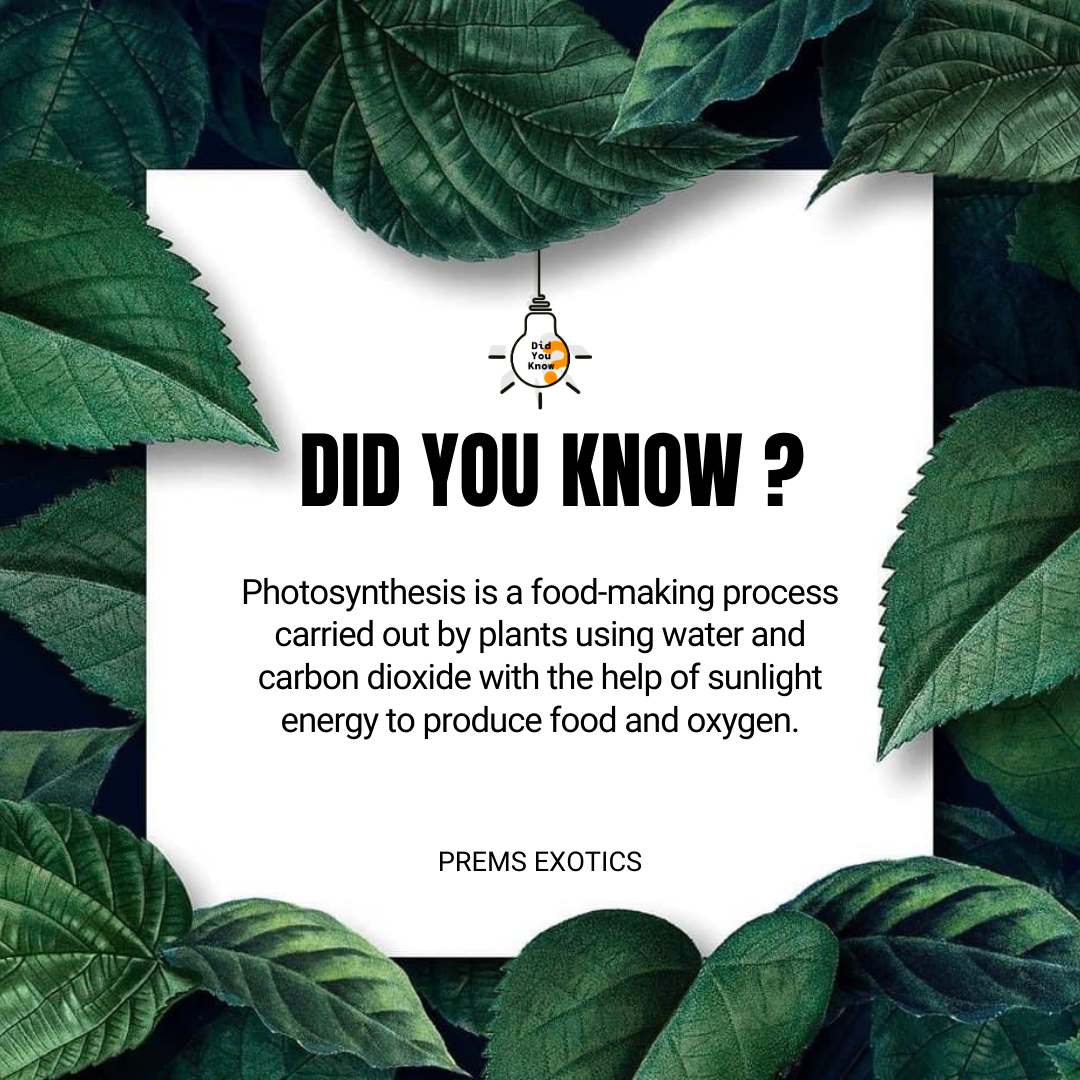 Did
You
Know
?
DID YOU KNOW ?
Photosynthesis is a food-making process
carried out by plants using water and
carbon dioxide with the help of sunlight
energy to produce food and oxygen.
PREMS EXOTICS